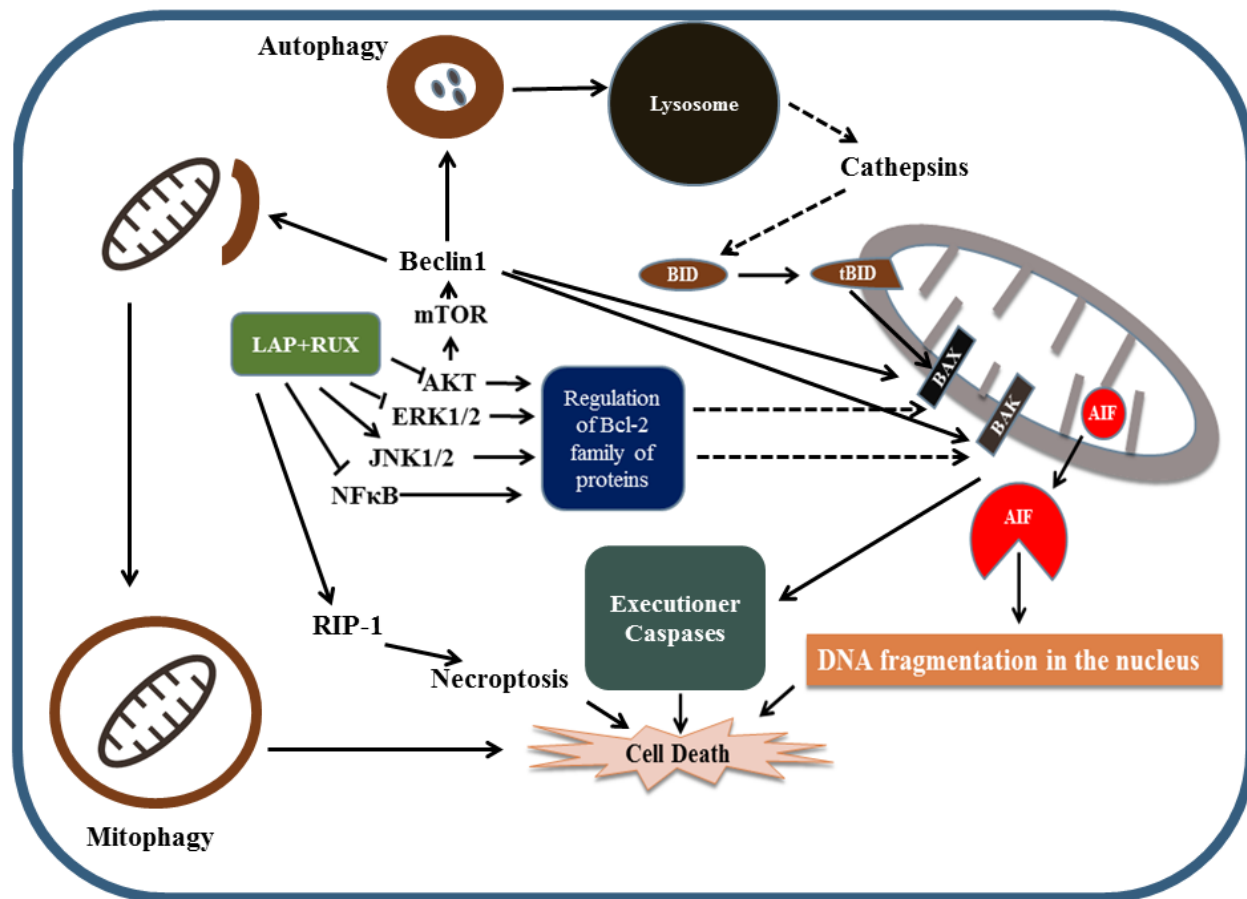 Autophagy
Lysosome
Cathepsins
Beclin1
BID
tBID
mTOR
LAP+RUX
AKT
ERK1/2
JNK1/2
NFκB
Regulation
of Bcl-2
family of
proteins
BAX
BAK
AIF
AIF
Executioner
Caspases
RIP-1
Necroptosis
DNA fragmentation in the nucleus
Cell Death
Mitophagy